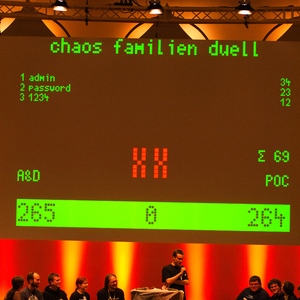 chaos familien duell
1 admin 34
2 password 23
3 1234 12
XX
Σ 69
A&D POC
265 0 264